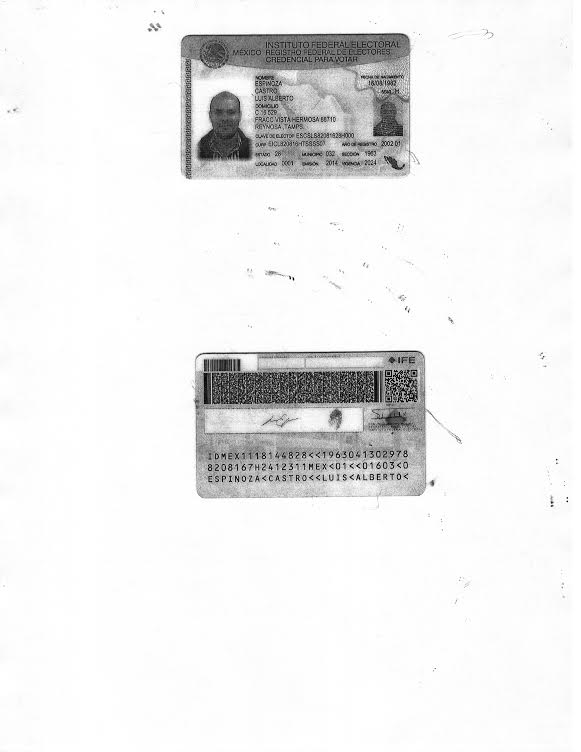 INSTITUTO FEDERAL ELECTORAL
MÉXICO REGISTRO FEDERAL DE ELECTORES
CREDENCIAL PARA VOTAR
NOMBRE
ESPINOZA
CASTRO
LUIS ALBERTO
FECHA DE NACIMIENTO
16/08/1982
SEXO H
DOMICILIO
C 15 529
FRACC VISTA HERMOSA 88710
REYNOSA, TAMPS.
CLAVE DE ELECTOR ESCSLS82081628H000
CURP EICL820816HTSSSS07 AÑO DE REGISTRO 2002 01
ESTADO 28 MUNICIPIO 032 SECCIÓN 1963
LOCALIDAD 0001 EMISIÓN 2014 VIGENCIA 2024
IFE
IDMEX1118144828<<1963041302978
8208167H2412311MEX<01<<01603<0
ESPINOZA<CASTRO<<LUIS<ALBERTO<